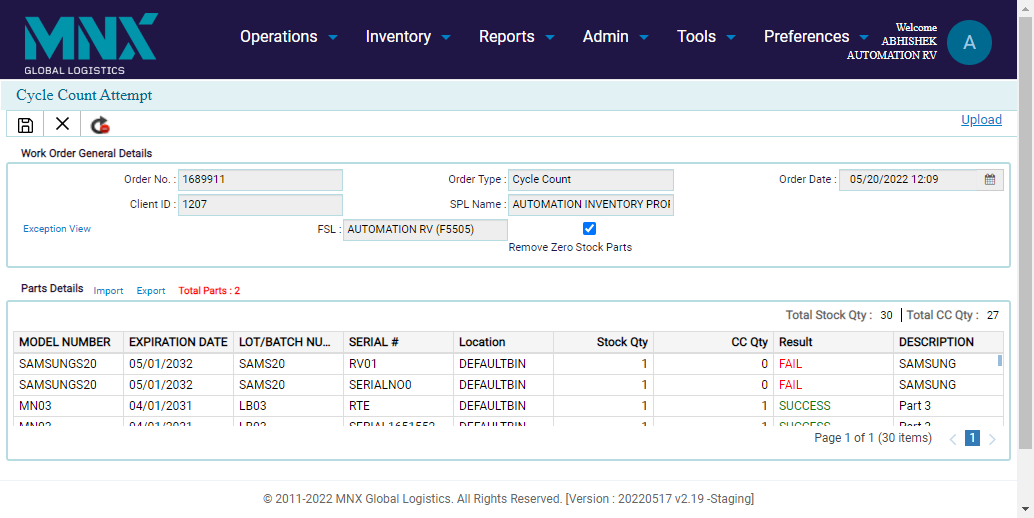 MNX
GLOBAL LOGISTICS
Operations Inventory Reports Admin Tools Preferences
Welcome
ABHISHEK
AUTOMATION RV
A
Cycle Count Attempt
Upload
Work Order General Details
Order No. : 1689911 Order Type : Cycle Count Order Date : 05/20/2022 12:09
Client ID : 1207 SPL Name : AUTOMATION INVENTORY PROF
Exception View FSL : AUTOMATION RV (F5505)
Remove Zero Stock Parts
Parts Details Import Export Total Parts : 2
Total Stock Qty : 30 Total CC Qty : 27
MODEL NUMBER EXPIRATION DATE LOT/BATCH NU... SERIAL # Location Stock Qty CC Qty Result DESCRIPTION
SAMSUNGS20 05/01/2032 SAMS20 RV01 DEFAULTBIN 1 0 FAIL SAMSUNG
SAMSUNGS20 05/01/2032 SAMS20 SERIALNO0 DEFAULTBIN 1 0 FAIL SAMSUNG
MN03 04/01/2031 LB03 RTE DEFAULTBIN 1 1 SUCCESS Part 3
MN03 04/01/2031 LB03 DEFAULTBIN 1 1 SUCCESS Part 3
Page 1 of 1 (30 items) 1
© 2011-2022 MNX Global Logistics. All Rights Reserved. [Version : 20220517 v2.19 -Staging]